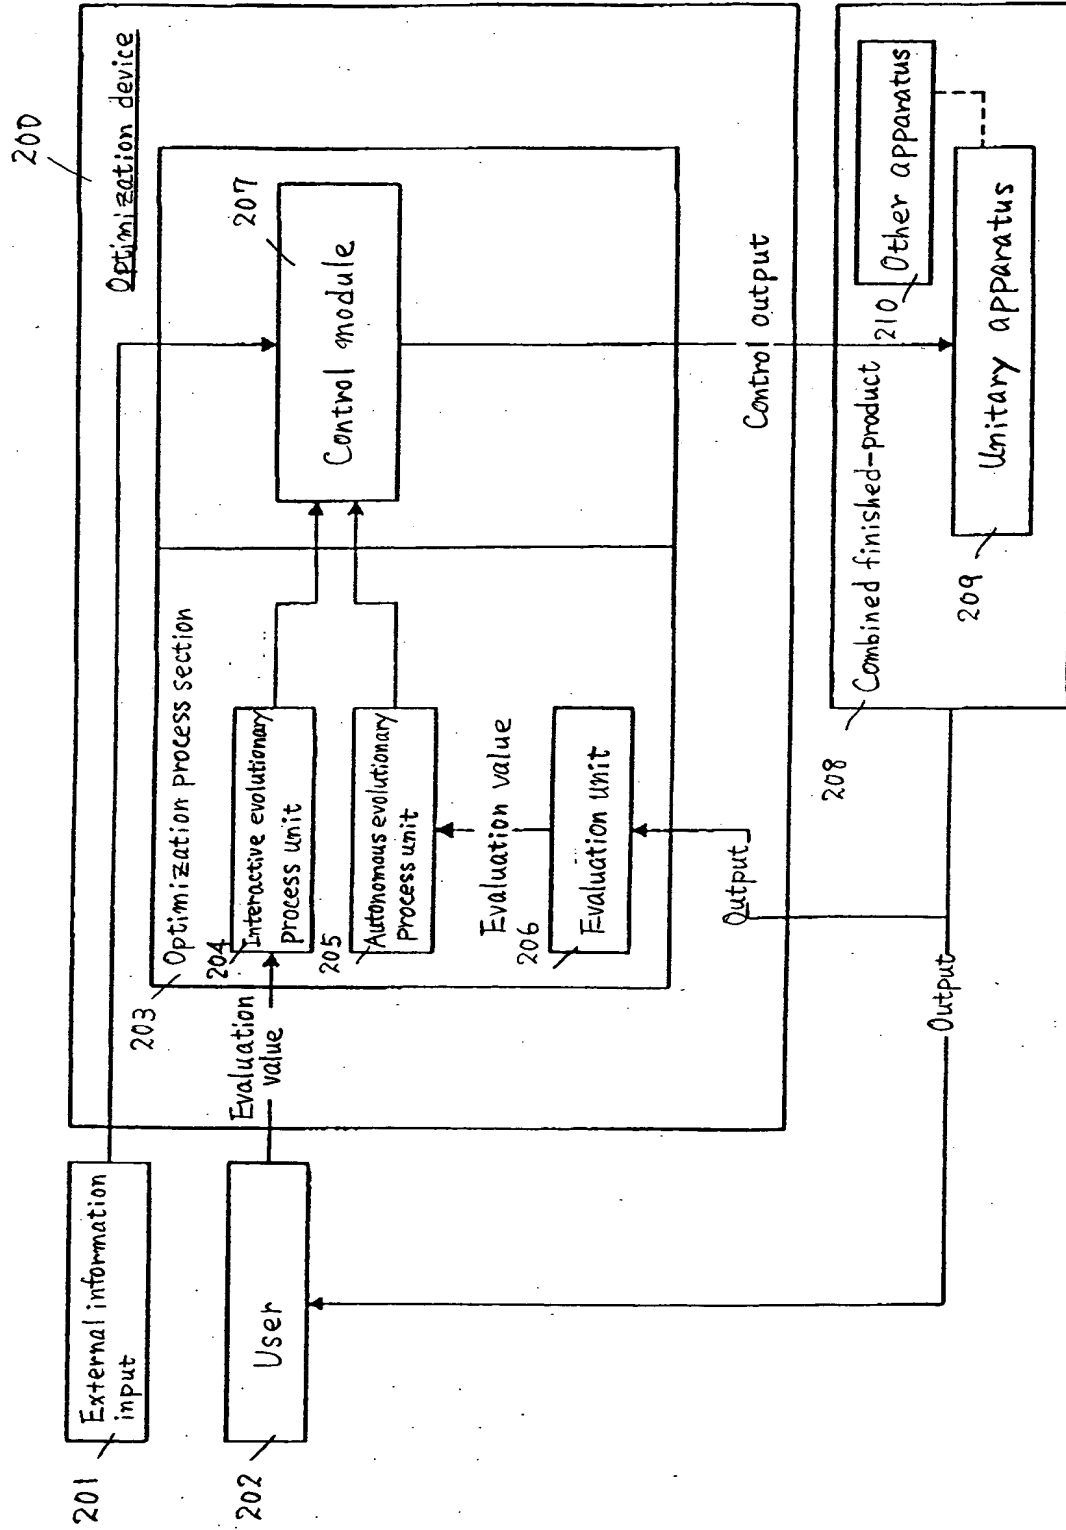 200
Optimization device
201
External information
input
202
User
Evaluation
value
203
Optimization process section
204
Interactive evolutionary
process unit
205
Autonomous evolutionary
process unit
Evaluation value
206
Evaluation unit
207
Control module
Control output
Output
Output
208
Combined finished-product
209
Unitary apparatus
210
Other apparatus